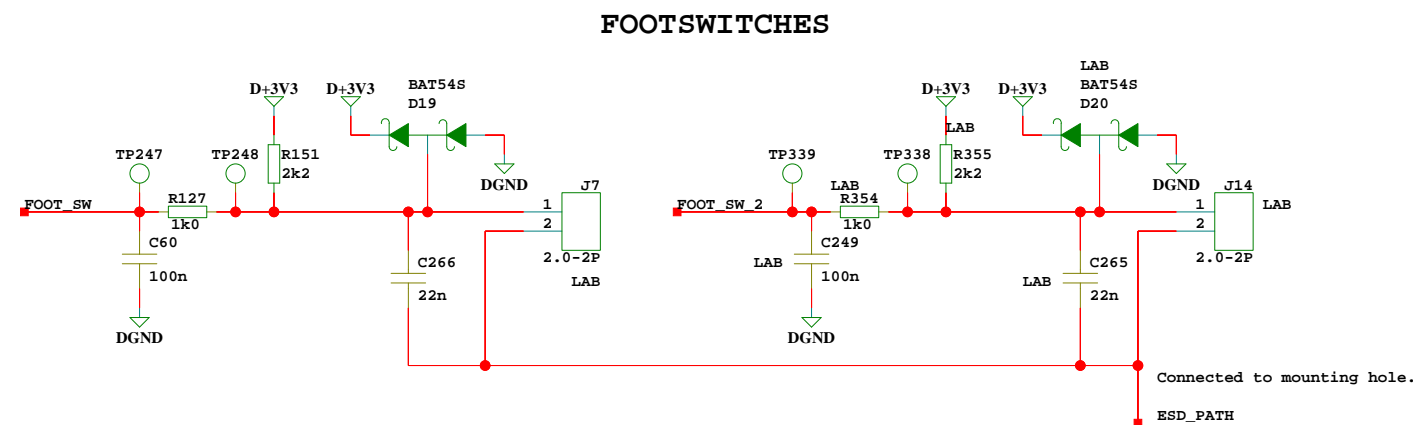 FOOTSWITCHES
D+3V3
D+3V3
BAT54S
D19
TP247
TP248
R151
2k2
DGND
J7
FOOT_SW
R127
1k0
1
2
C60
100n
2.0-2P
C266
22n
LAB
DGND
LAB
BAT54S
D20
D+3V3
D+3V3
LAB
TP339
TP338
R355
2k2
DGND
J14
LAB
FOOT_SW_2
LAB
R354
1k0
1
2
C249
LAB
100n
2.0-2P
C265
LAB
22n
DGND
Connected to mounting hole.
ESD_PATH